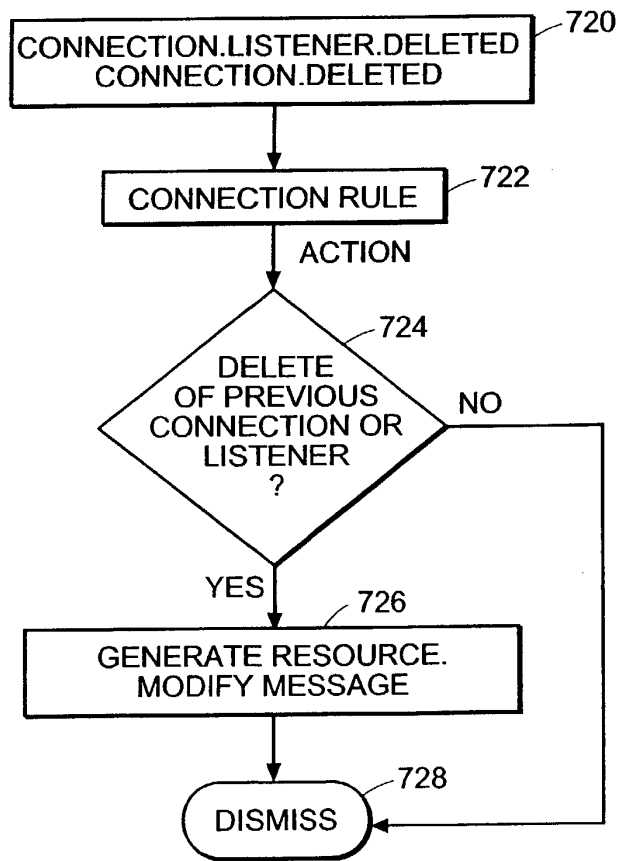 720
CONNECTION.LISTENER.DELETED
CONNECTION.DELETED
722
CONNECTION RULE
ACTION
724
DELETE
OF PREVIOUS
CONNECTION OR
LISTENER
?
NO
YES
726
GENERATE RESOURCE.
MODIFY MESSAGE
728
DISMISS